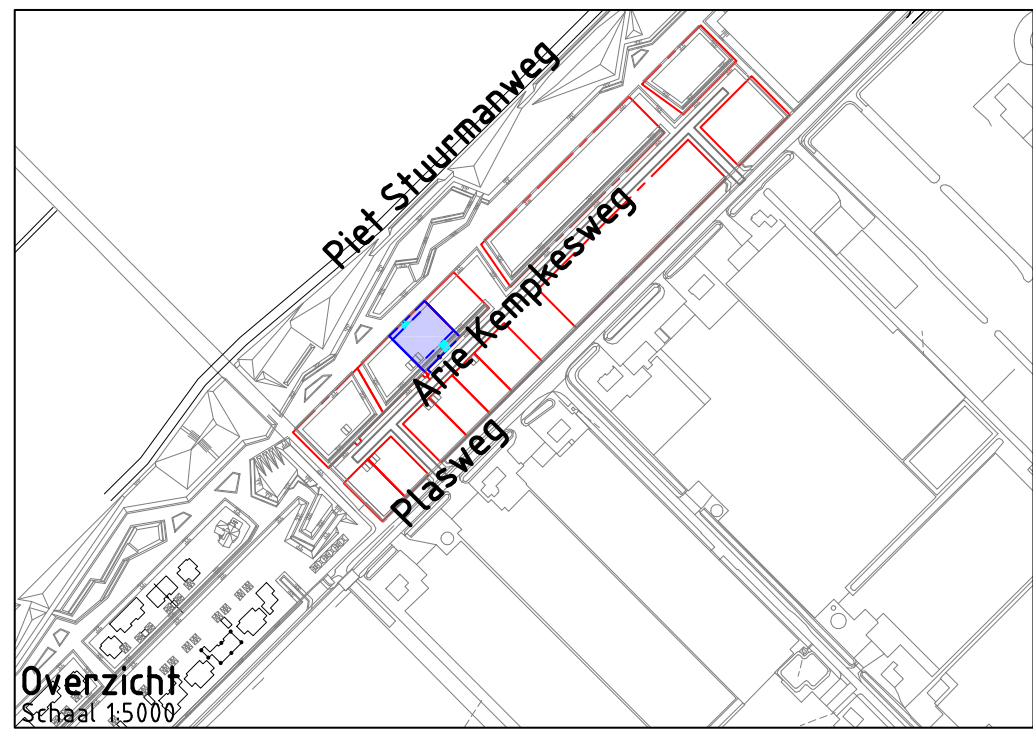 Piet Stuurmanweg
Arie Kempkesweg
Plasweg
Overzicht
Schaal 1:5000